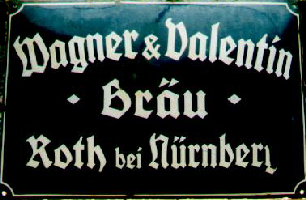 Wagner & Valentin
· Bräu ·
Roth bei Nürnberg